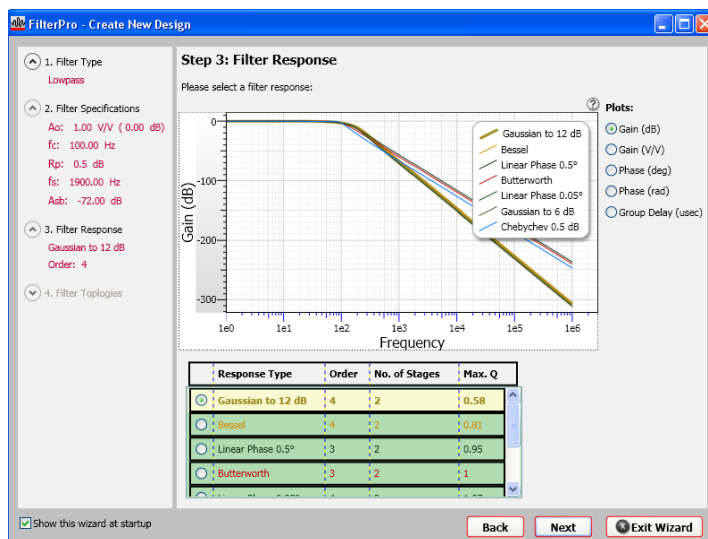 FilterPro - Create New Design
1. Filter Type
Lowpass
2. Filter Specifications
Ao: 1.00 V/V ( 0.00 dB)
fc: 100.00 Hz
Rp: 0.5 dB
fs: 1900.00 Hz
Asb: -72.00 dB
3. Filter Response
Gaussian to 12 dB
Order: 4
4. Filter Toplogies
Step 3: Filter Response
Please select a filter response:
Gain (dB)
0
-100
-200
-300
1e0 1e1 1e2 1e3 1e4 1e5 1e6
Frequency
Gaussian to 12 dB
Bessel
Linear Phase 0.5°
Butterworth
Linear Phase 0.05°
Gaussian to 6 dB
Chebychev 0.5 dB
? Plots:
Gain (dB)
Gain (V/V)
Phase (deg)
Phase (rad)
Group Delay (usec)
Response Type Order No. of Stages Max. Q
Gaussian to 12 dB 4 2 0.58
Bessel 4 2 0.81
Linear Phase 0.5° 3 2 0.95
Butterworth 3 2 1
Show this wizard at startup
Back Next Exit Wizard